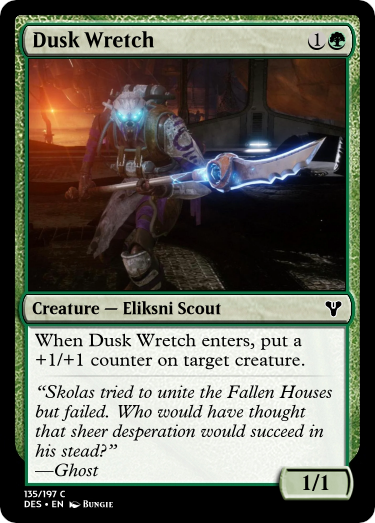 Dusk Wretch
1
Creature — Eliksni Scout
When Dusk Wretch enters, put a
+1/+1 counter on target creature.
“Skolas tried to unite the Fallen Houses
but failed. Who would have thought
that sheer desperation would succeed in
his stead?”
—Ghost
1/1
135/197 C
DES • EN Bungie